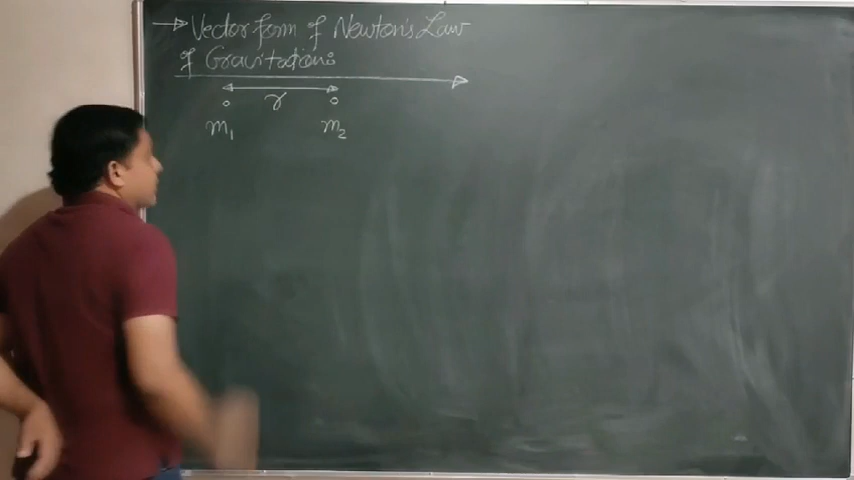 → Vector form of Newton's Law
of Gravitation:
r
m₁ m₂